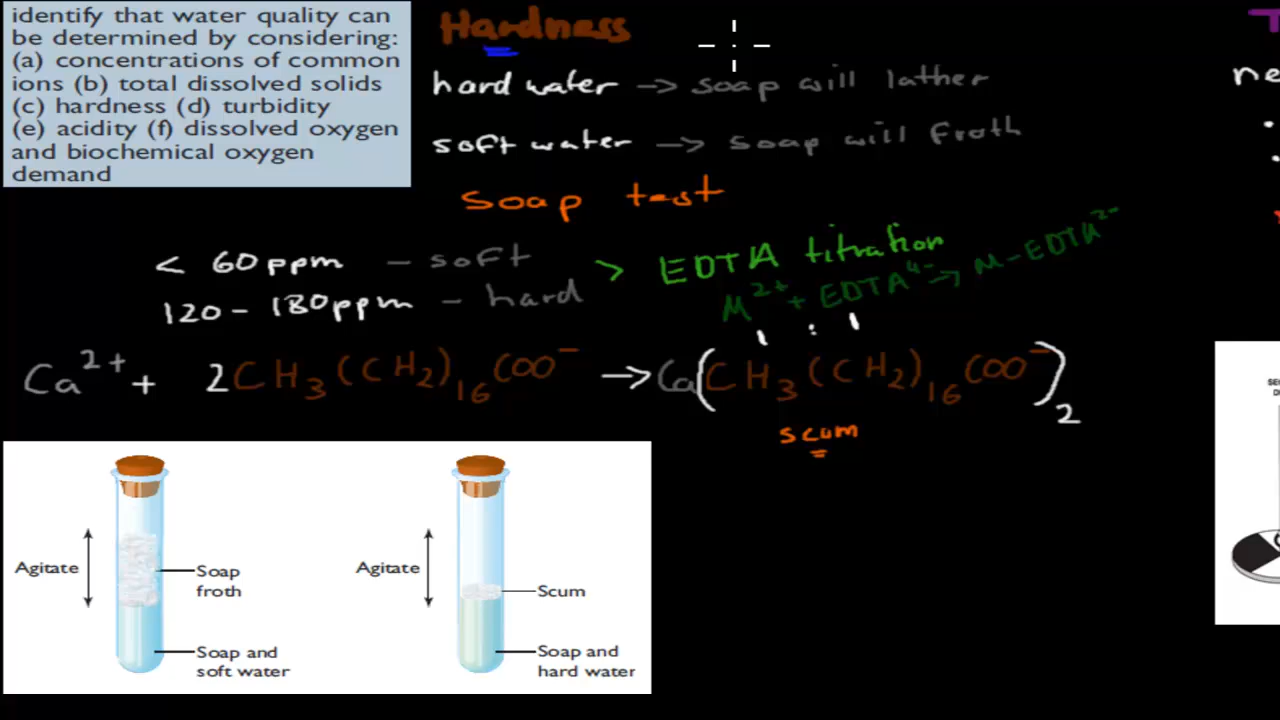 identify that water quality can
be determined by considering:
(a) concentrations of common
ions (b) total dissolved solids
(c) hardness (d) turbidity
(e) acidity (f) dissolved oxygen
and biochemical oxygen
demand
Hardness
hard water -> soap will lather
soft water -> soap will froth
soap test
< 60ppm - soft
120 - 180ppm - hard
> EDTA titration
M²⁺ + EDTA⁴⁻ -> M-EDTA²⁻
1 : 1
Ca²⁺ + 2CH₃(CH₂)₁₆COO⁻ -> Ca(CH₃(CH₂)₁₆COO⁻)₂
scum
Agitate
Soap
froth
Soap and
soft water
Agitate
Scum
Soap and
hard water